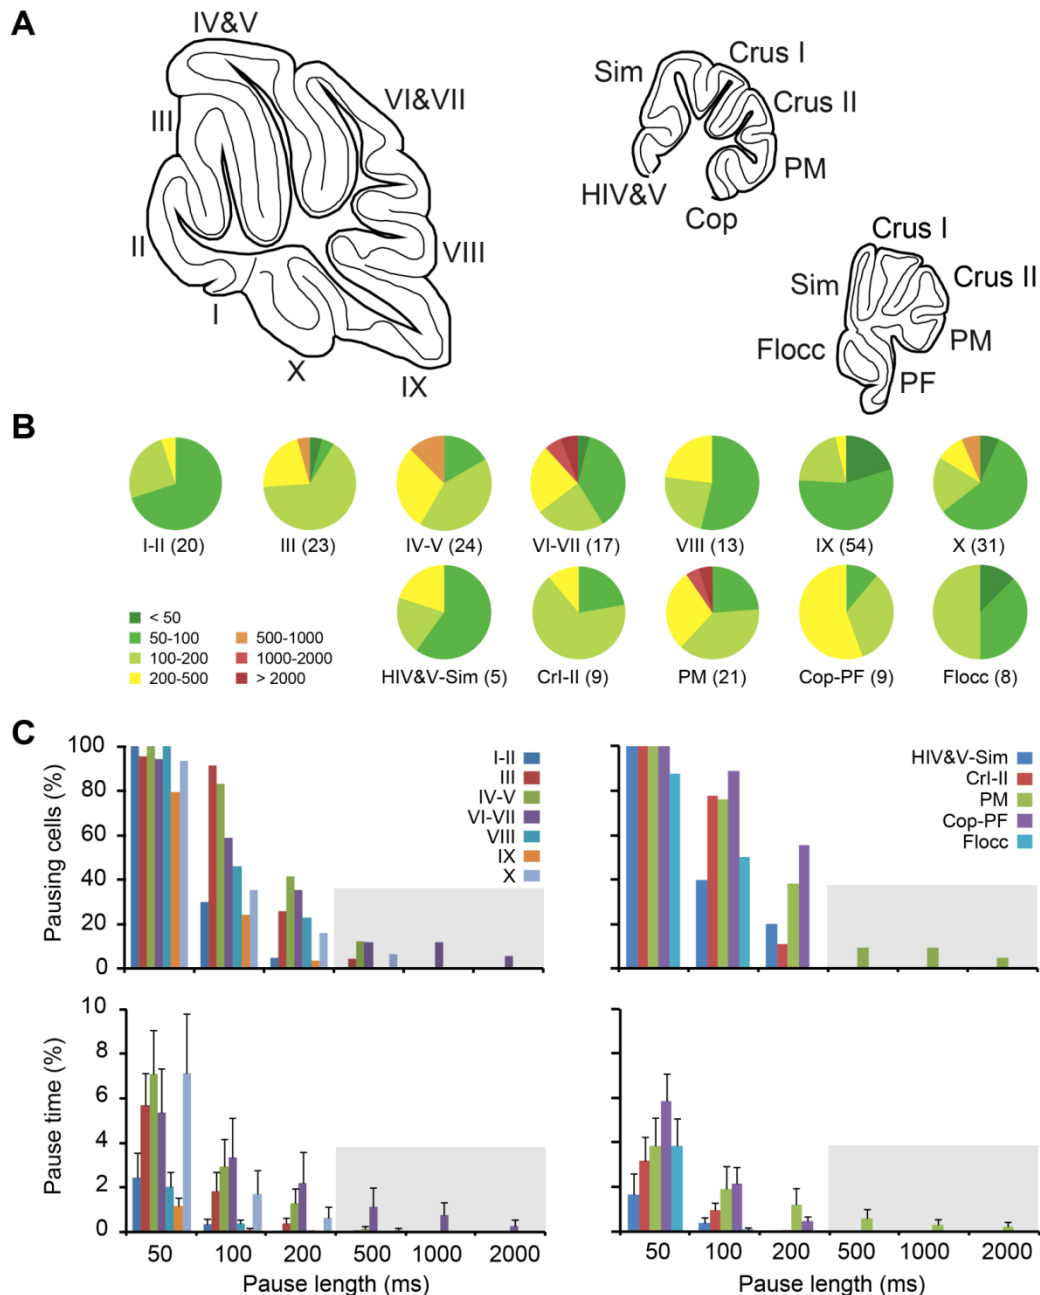 A
IV&V
III
VI&VII
II
VIII
I
X
IX
Sim
Crus I
Crus II
PM
HIV&V
Cop
Crus I
Sim
Crus II
Flocc
PM
PF
B
I-II (20)
III (23)
IV-V (24)
VI-VII (17)
VIII (13)
IX (54)
X (31)
< 50
50-100
100-200
200-500
500-1000
1000-2000
> 2000
HIV&V-Sim (5)
CrI-II (9)
PM (21)
Cop-PF (9)
Flocc (8)
C
Pausing cells (%)
100
80
60
40
20
0
I-II
III
IV-V
VI-VII
VIII
IX
X
HIV&V-Sim
CrI-II
PM
Cop-PF
Flocc
Pause time (%)
10
8
6
4
2
0
50 100 200 500 1000 2000
Pause length (ms)
50 100 200 500 1000 2000
Pause length (ms)